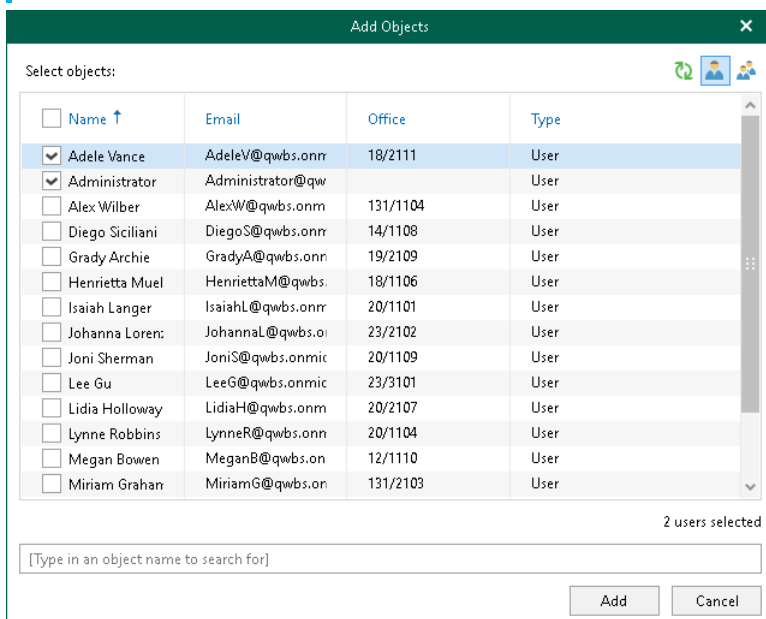 Add Objects
Select objects:
Name Email Office Type
Adele Vance AdeleV@qwbs.onm 18/2111 User
Administrator Administrator@qw User
Alex Wilber AlexW@qwbs.onm 131/1104 User
Diego Siciliani DiegoS@qwbs.onm 14/1108 User
Grady Archie GradyA@qwbs.onn 19/2109 User
Henrietta Muel HenriettaM@qwbs. 18/1106 User
Isaiah Langer IsaiahL@qwbs.onm 20/1101 User
Johanna Loren JohannaL@qwbs.o 23/2102 User
Joni Sherman JoniS@qwbs.onmic 20/1109 User
Lee Gu LeeG@qwbs.onmic 23/3101 User
Lidia Holloway LidiaH@qwbs.onm 20/2107 User
Lynne Robbins LynneR@qwbs.onn 20/1104 User
Megan Bowen MeganB@qwbs.on 12/1110 User
Miriam Graham MiriamG@qwbs.on 131/2103 User
2 users selected
[Type in an object name to search for]
Add Cancel